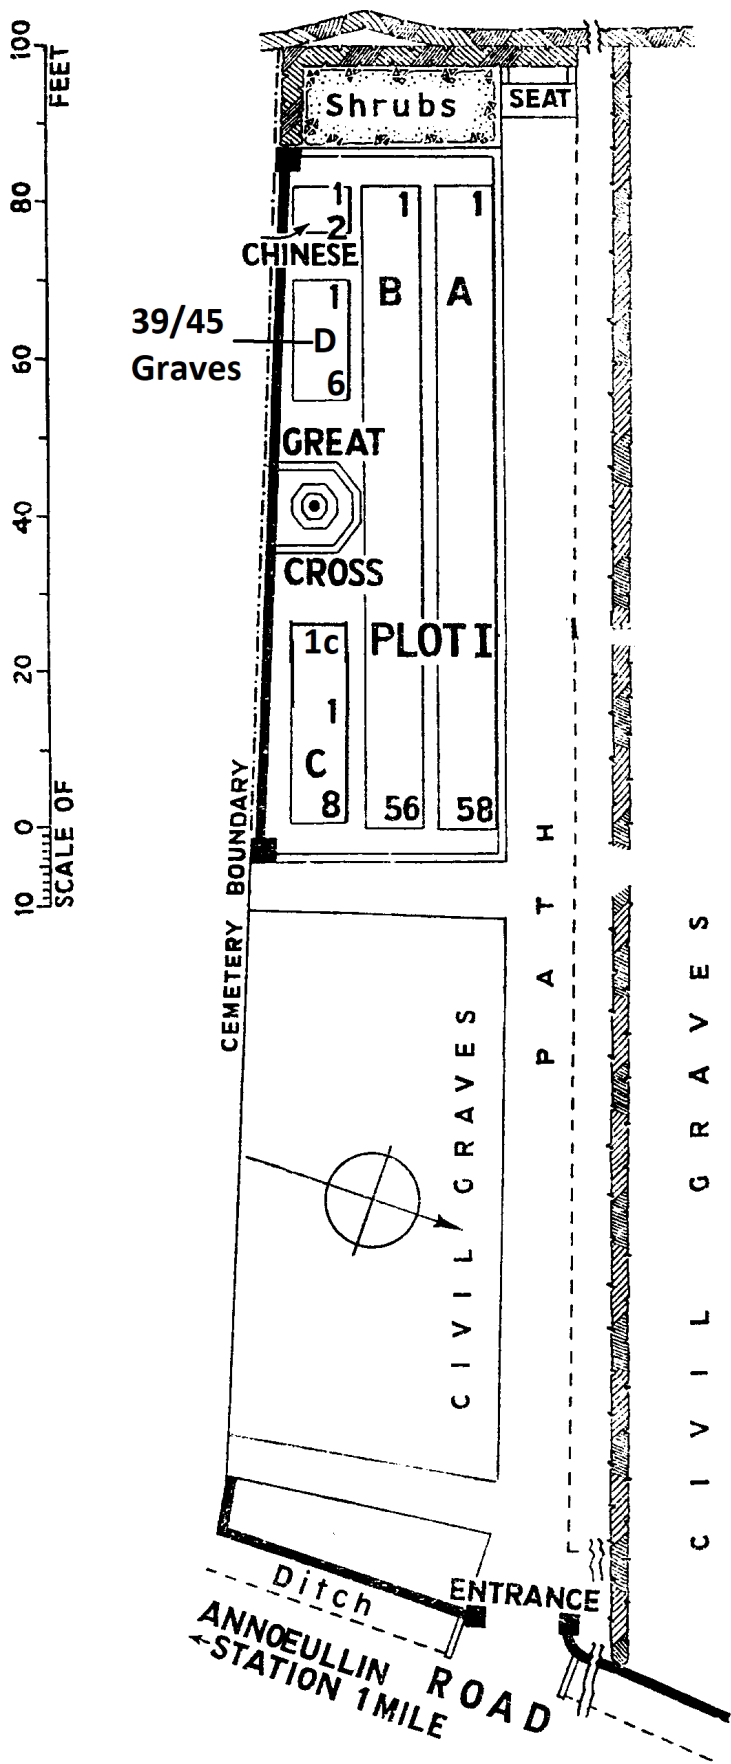 100
FEET
80
60
40
20
0
10
SCALE OF
Shrubs
SEAT
1
2
CHINESE
1
B
1
A
39/45
Graves
1
D
6
GREAT
CROSS
1c
1
C
8
PLOT I
56
58
CEMETERY BOUNDARY
PATH
CIVIL GRAVES
CIVIL GRAVES
Ditch
ENTRANCE
ANNŒULLIN
STATION 1 MILE
ROAD